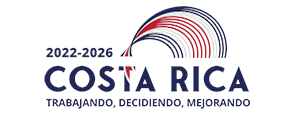 2022-2026
COSTA RICA
TRABAJANDO, DECIDIENDO, MEJORANDO